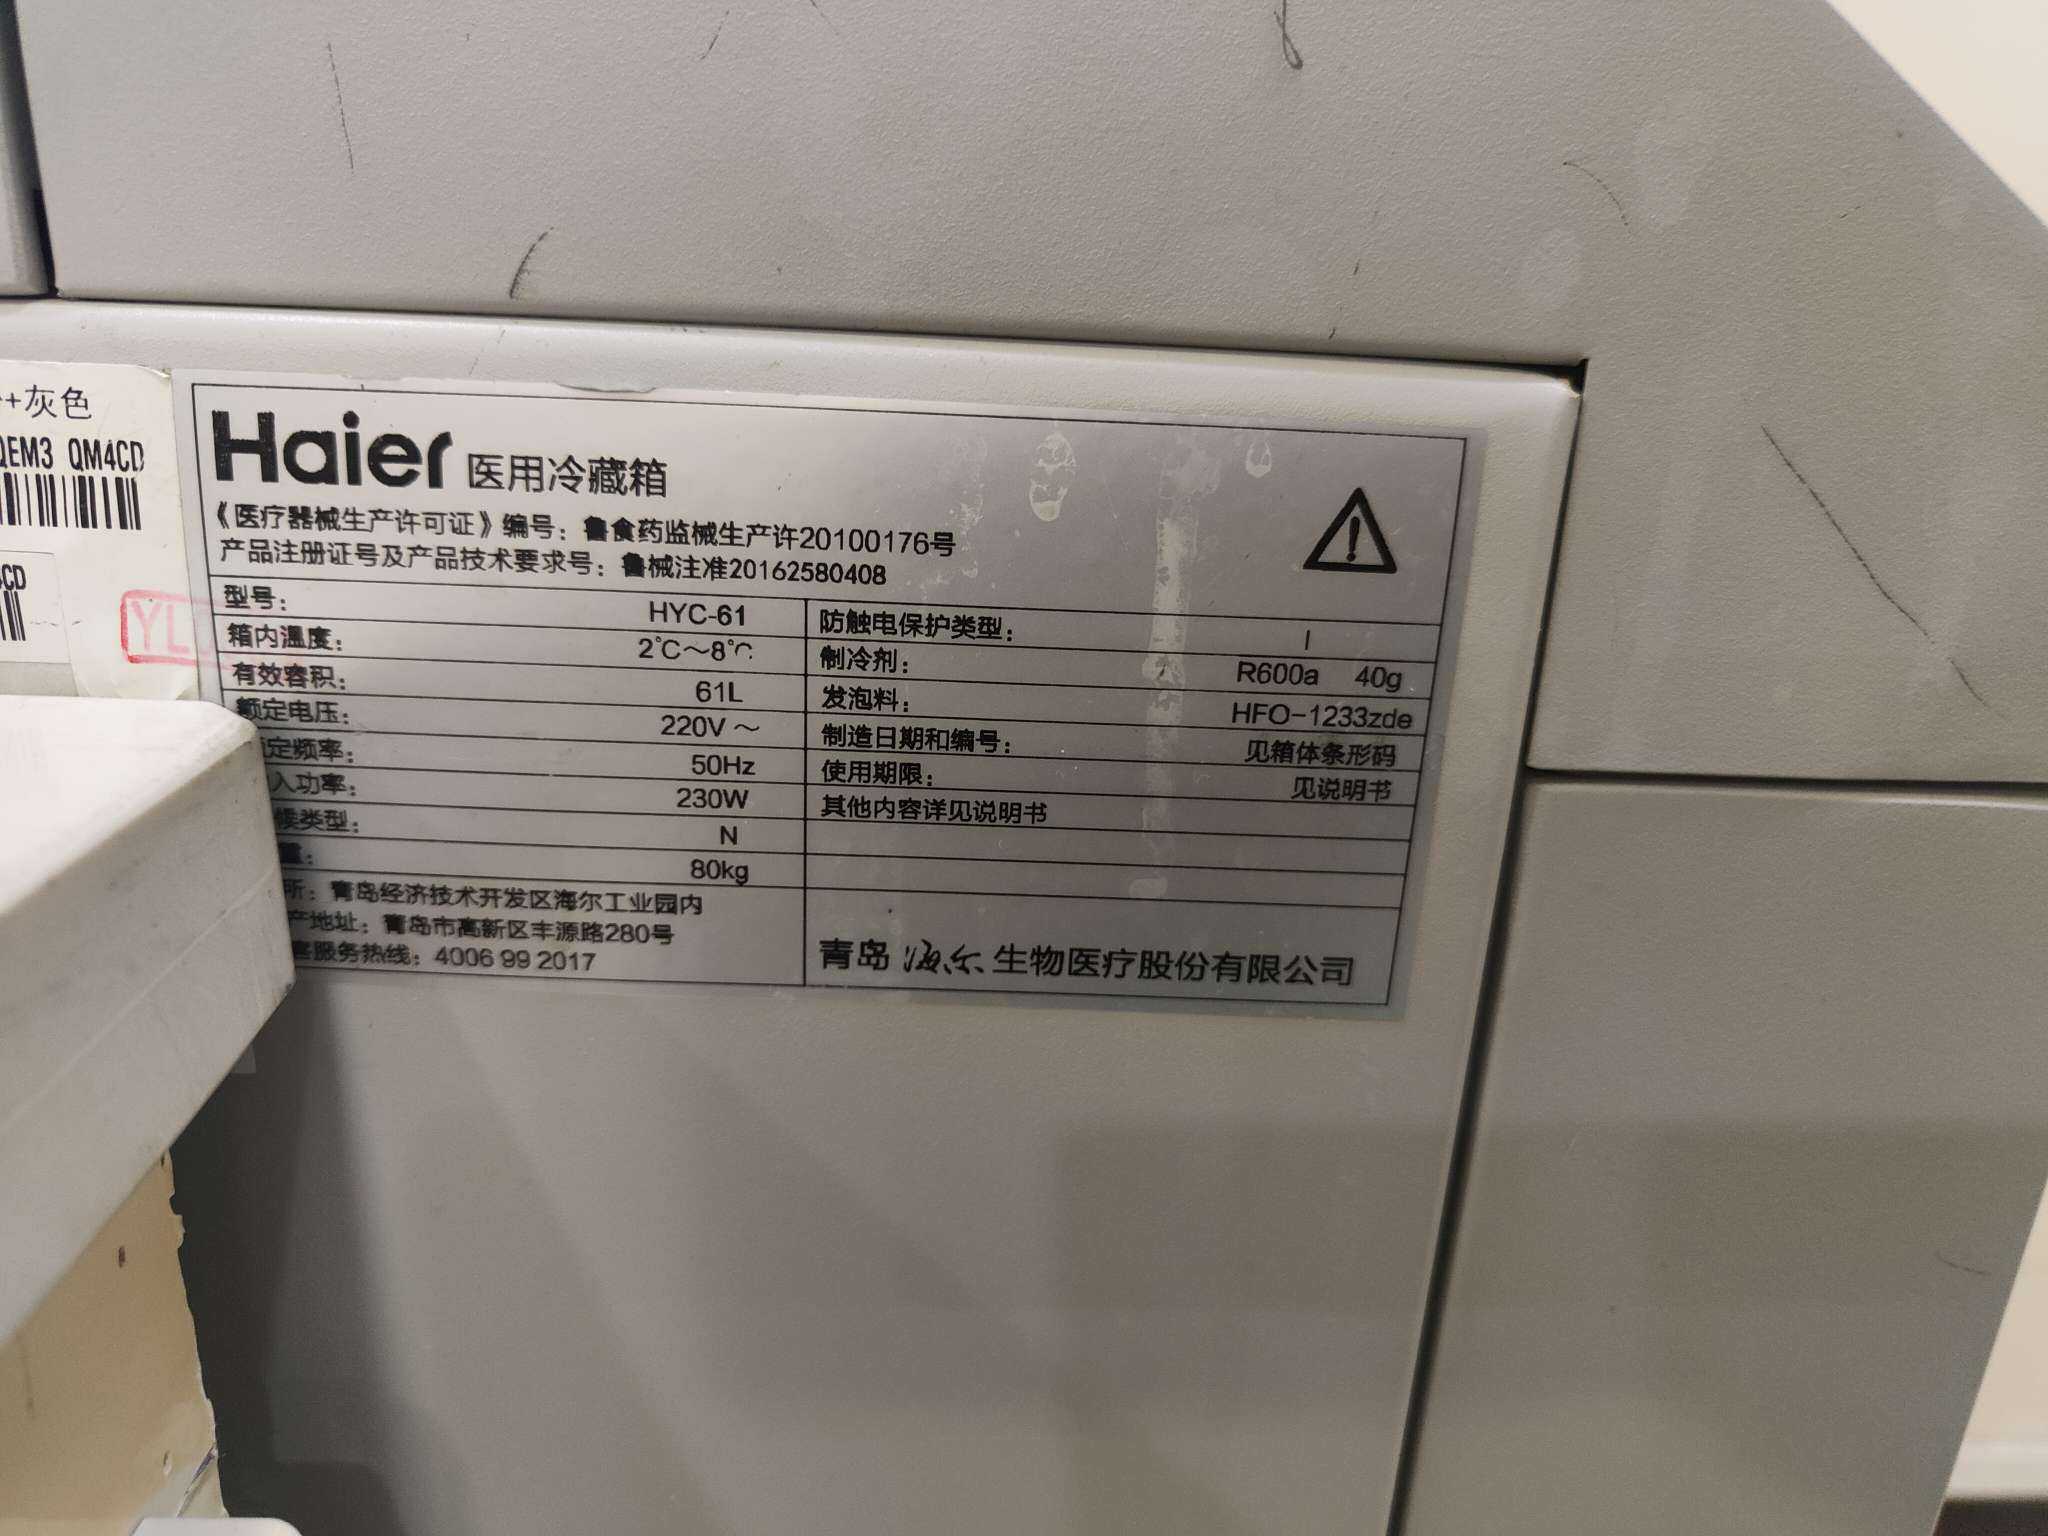 +灰色
QEM3 QM4CD
CD
YL
Haier 医用冷藏箱
《医疗器械生产许可证》编号：鲁食药监械生产许20100176号
产品注册证号及产品技术要求号：鲁械注准20162580408
型号： HYC-61
箱内温度： 2℃～8℃
有效容积： 61L
额定电压： 220V～
定频率： 50Hz
入功率： 230W
候类型： N
量： 80kg
所：青岛经济技术开发区海尔工业园内
产地址：青岛市高新区丰源路280号
客服务热线：4006 99 2017
防触电保护类型： I
制冷剂： R600a 40g
发泡料： HFO-1233zde
制造日期和编号： 见箱体条形码
使用期限： 见说明书
其他内容详见说明书
青岛海尔生物医疗股份有限公司